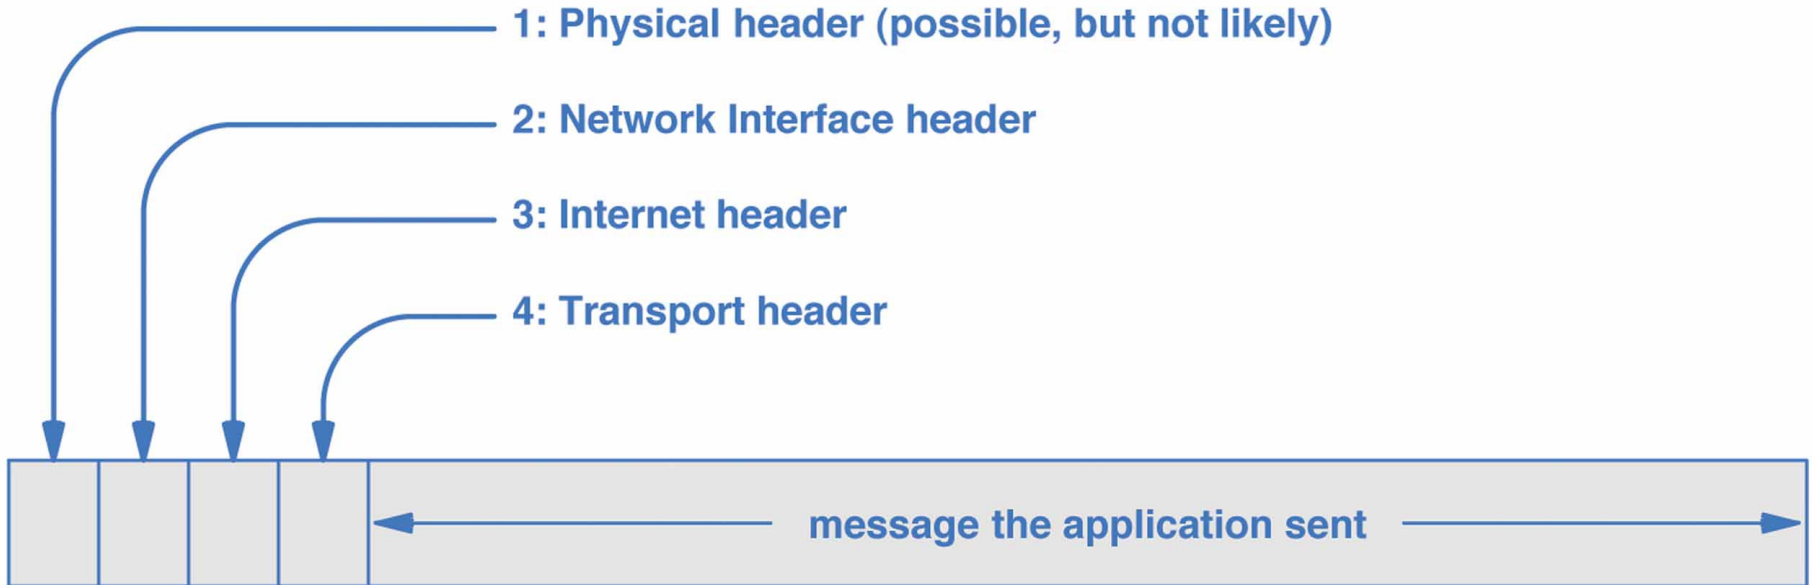 1: Physical header (possible, but not likely)
2: Network Interface header
3: Internet header
4: Transport header
message the application sent